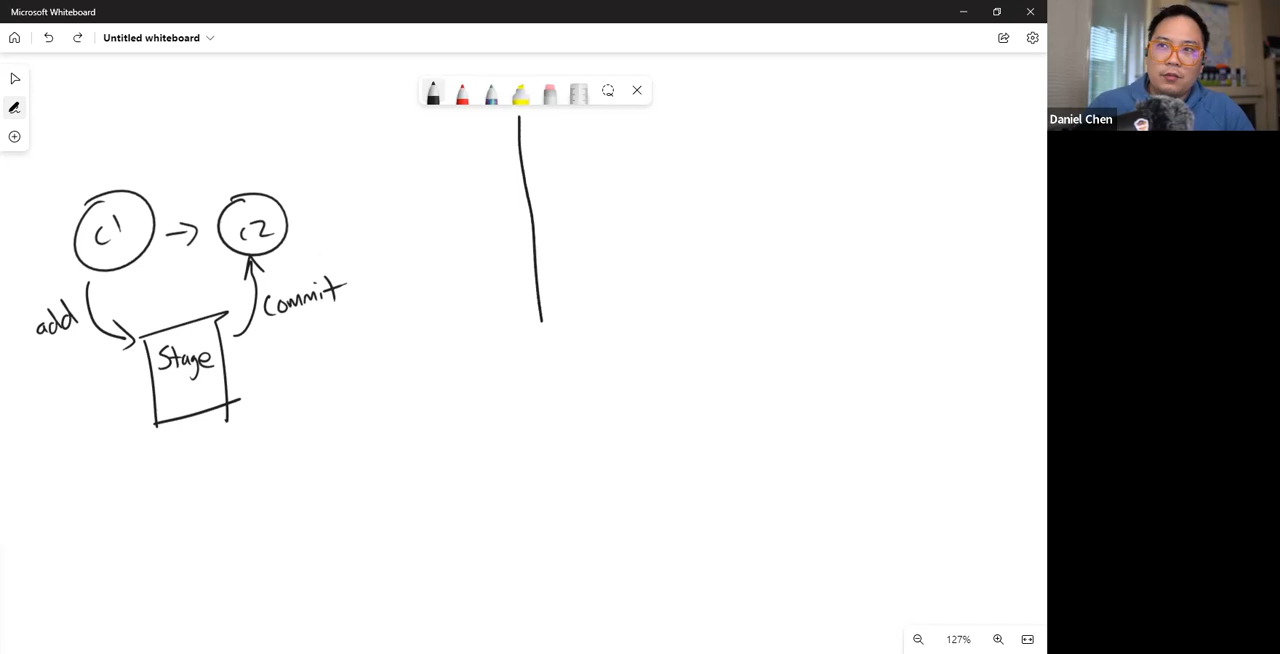 Microsoft Whiteboard
Untitled whiteboard
Daniel Chen
c1 → c2
add
commit
Stage
127%